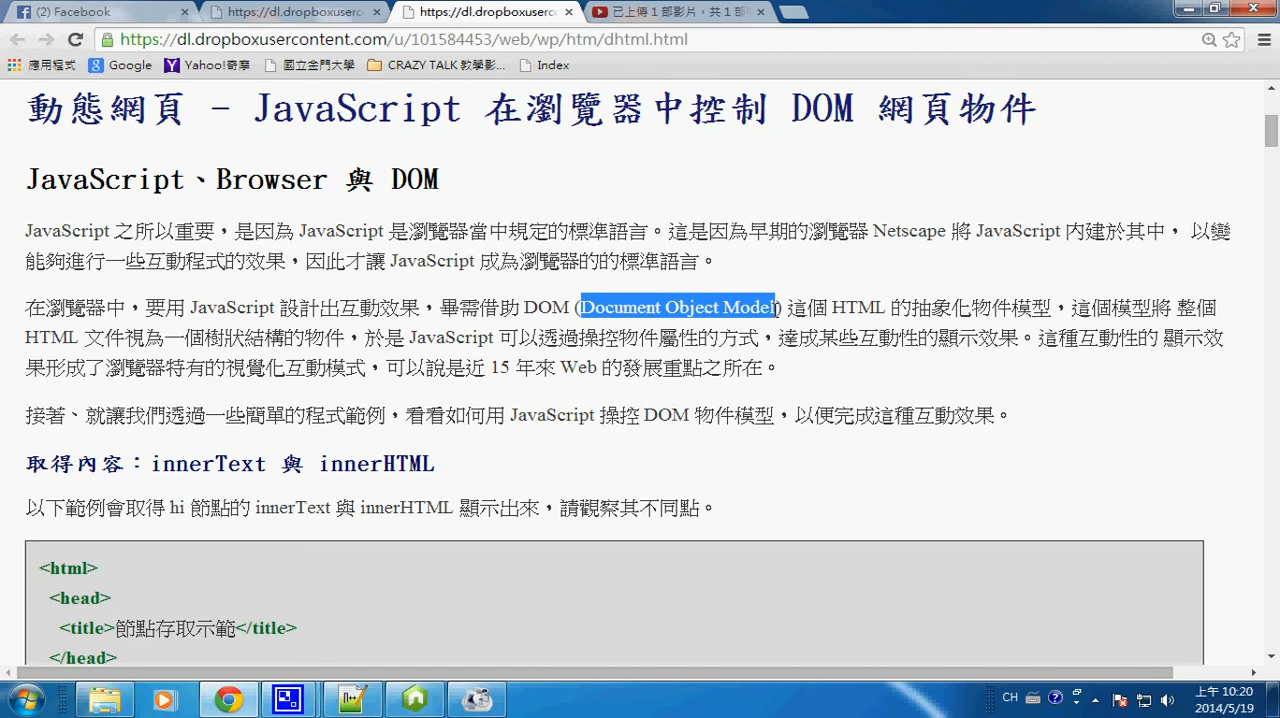 Facebook
https://dl.dropboxuserc
https://dl.dropboxuserc
已上傳 1 部影片，共 1 部
https://dl.dropboxusercontent.com/u/101584453/web/wp/htm/dhtml.html
應用程式 Google Yahoo!奇摩 國立金門大學 CRAZY TALK 教學影... Index
動態網頁 - JavaScript 在瀏覽器中控制 DOM 網頁物件
JavaScript、Browser 與 DOM
JavaScript 之所以重要，是因為 JavaScript 是瀏覽器當中規定的標準語言。這是因為早期的瀏覽器 Netscape 將 JavaScript 內建於其中， 以變
能夠進行一些互動程式的效果，因此才讓 JavaScript 成為瀏覽器的的標準語言。
在瀏覽器中，要用 JavaScript 設計出互動效果，畢需借助 DOM (Document Object Model) 這個 HTML 的抽象化物件模型，這個模型將 整個
HTML 文件視為一個樹狀結構的物件，於是 JavaScript 可以透過操控物件屬性的方式，達成某些互動性的顯示效果。這種互動性的 顯示效
果形成了瀏覽器特有的視覺化互動模式，可以說是近 15 年來 Web 的發展重點之所在。
接著、就讓我們透過一些簡單的程式範例，看看如何用 JavaScript 操控 DOM 物件模型，以便完成這種互動效果。
取得內容：innerText 與 innerHTML
以下範例會取得 hi 節點的 innerText 與 innerHTML 顯示出來，請觀察其不同點。
<html>
<head>
<title>節點存取示範</title>
</head>
CH
上午 10:20
2014/5/19